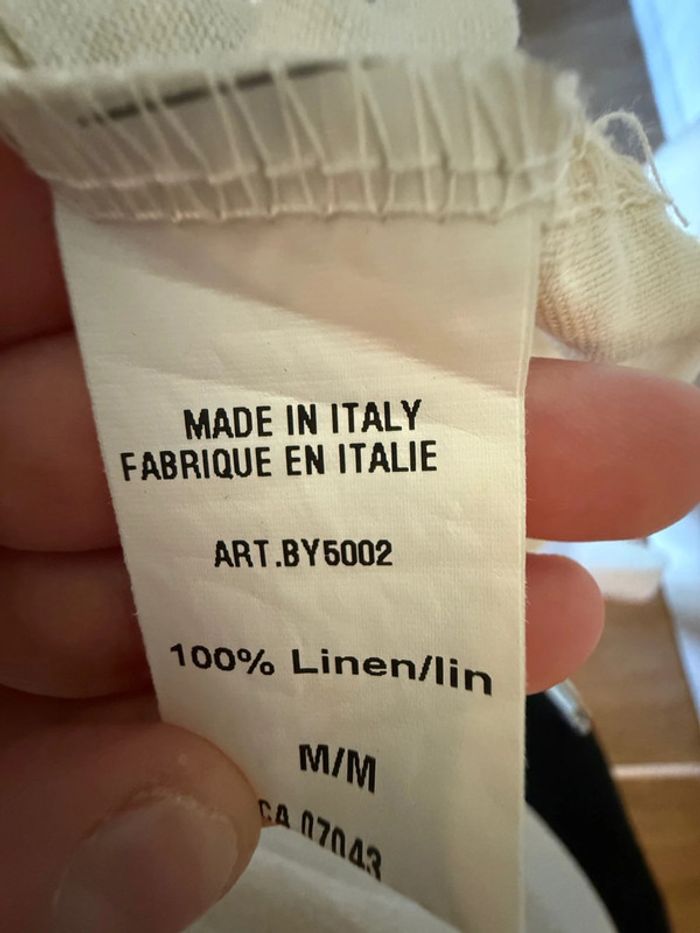 MADE IN ITALY
FABRIQUE EN ITALIE
ART.BY5002
100% Linen/lin
M/M
CA 07043